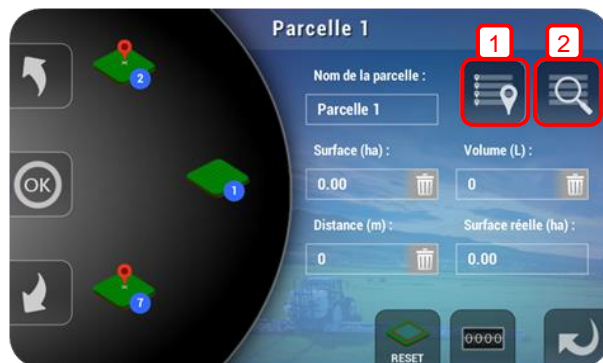 Parcelle 1
1
2
Nom de la parcelle :
Parcelle 1
2
OK
1
Surface (ha) :
Volume (L) :
0.00
0
Distance (m) :
Surface réelle (ha) :
0
0.00
7
RESET
0000